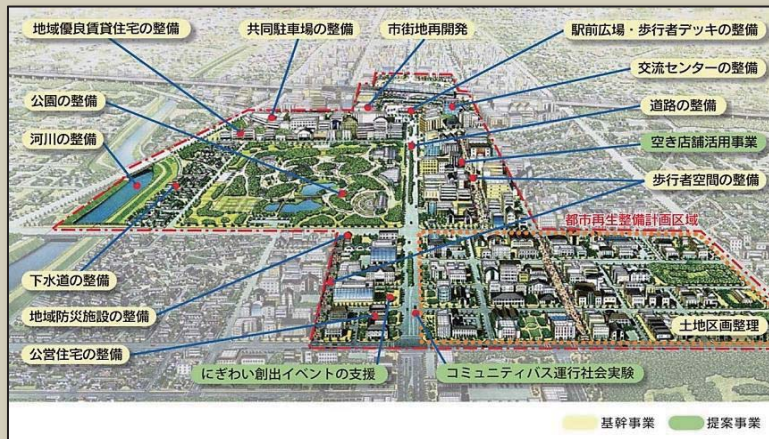 地域優良賃貸住宅の整備
共同駐車場の整備
市街地再開発
駅前広場・歩行者デッキの整備
交流センターの整備
公園の整備
道路の整備
河川の整備
空き店舗活用事業
歩行者空間の整備
都市再生整備計画区域
下水道の整備
地域防災施設の整備
土地区画整理
公営住宅の整備
にぎわい創出イベントの支援
コミュニティバス運行社会実験
基幹事業
提案事業